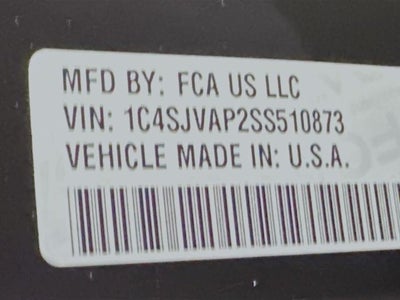 MFD BY: FCA US LLC
VIN: 1C4SJVAP2SS510873
VEHICLE MADE IN: U.S.A.